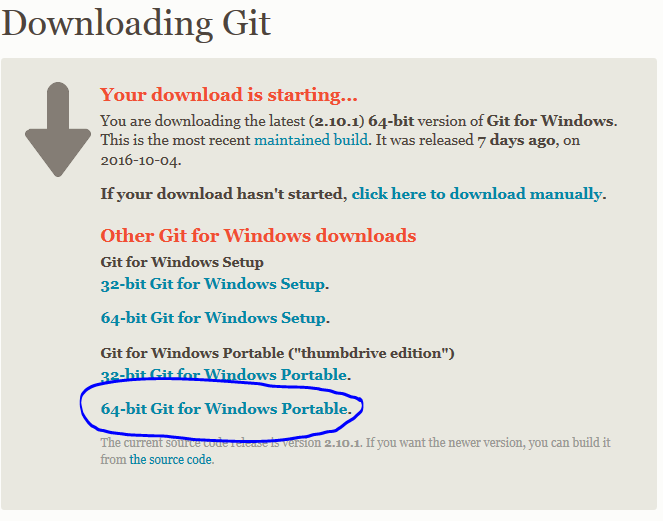 Downloading Git
Your download is starting...
You are downloading the latest (2.10.1) 64-bit version of Git for Windows.
This is the most recent maintained build. It was released 7 days ago, on
2016-10-04.
If your download hasn't started, click here to download manually.
Other Git for Windows downloads
Git for Windows Setup
32-bit Git for Windows Setup.
64-bit Git for Windows Setup.
Git for Windows Portable ("thumbdrive edition")
32-bit Git for Windows Portable.
64-bit Git for Windows Portable.
The current source code release is version 2.10.1. If you want the newer version, you can build it
from the source code.